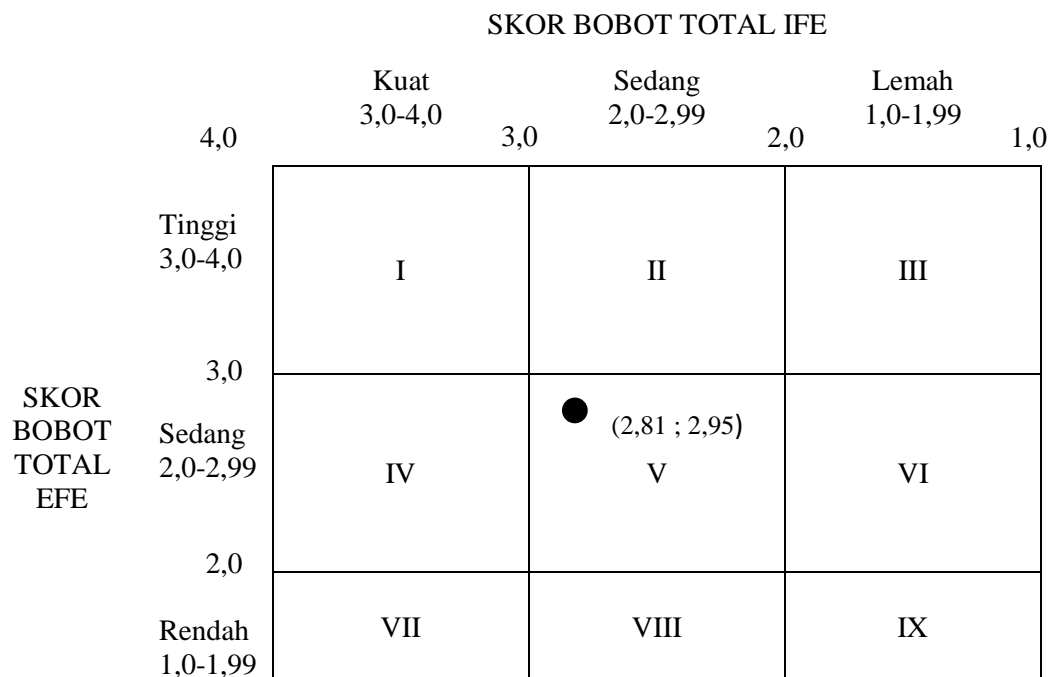 SKOR BOBOT TOTAL IFE
Kuat
3,0-4,0
Sedang
2,0-2,99
Lemah
1,0-1,99
4,0
3,0
2,0
1,0
Tinggi
3,0-4,0
I
II
III
3,0
SKOR
BOBOT
TOTAL
EFE
Sedang
2,0-2,99
(2,81 ; 2,95)
IV
V
VI
2,0
Rendah
1,0-1,99
VII
VIII
IX